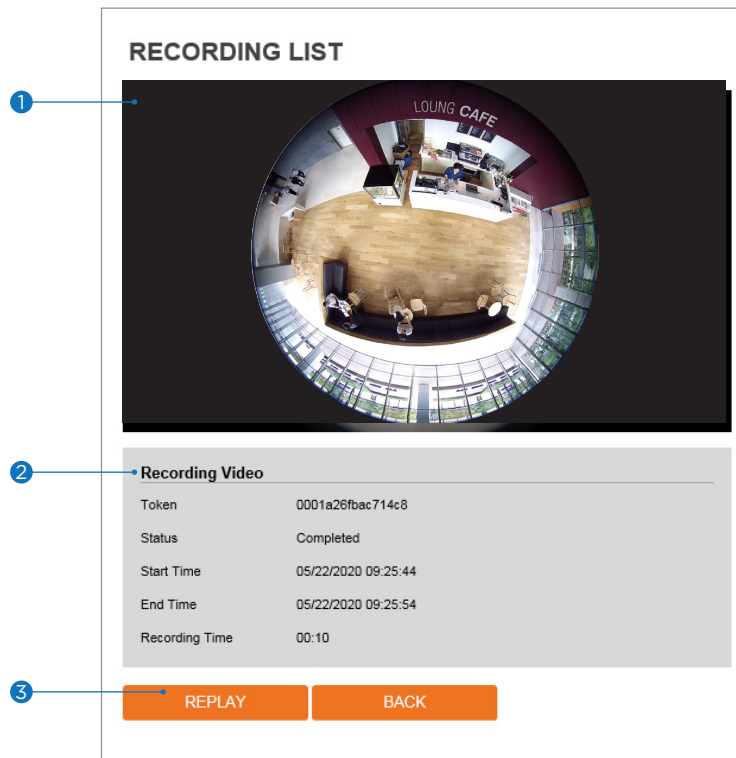 RECORDING LIST
1
LOUNG CAFE
2
Recording Video
Token 0001a26fbac714c8
Status Completed
Start Time 05/22/2020 09:25:44
End Time 05/22/2020 09:25:54
Recording Time 00:10
3
REPLAY BACK